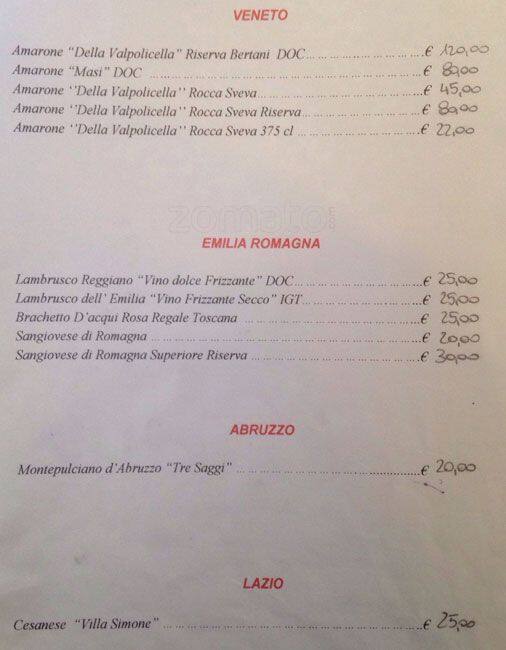 VENETO
Amarone “Della Valpolicella” Riserva Bertani DOC... ... ... ... ... ... ... ... ...€ 120,00
Amarone “Masi” DOC ... ... ... ... ... ... ... ... ... ... ... ... ... ... ... ... ... € 80,00
Amarone ‘’Della Valpolicella’’ Rocca Sveva... ... ... ... ... ... ... ... ... ... ...€ 45,00
Amarone ‘’Della Valpolicella’’ Rocca Sveva Riserva... ... ... ... ... ... ... ...€ 80,00
Amarone ‘’Della Valpolicella’’ Rocca Sveva 375 cl ... ... ... ... ... ... ... ...€ 22,00
zomato.com
EMILIA ROMAGNA
Lambrusco Reggiano “Vino dolce Frizzante” DOC... ... ... ... ... ... ... ... € 25,00
Lambrusco dell’ Emilia “Vino Frizzante Secco” IGT... ... ... ... ... ... ... ...€ 25,00
Brachetto D’acqui Rosa Regale Toscana ... ... ... ... ... ... ... ... ... ... ... € 25,00
Sangiovese di Romagna ... ... ... ... ... ... ... ... ... ... ... ... ... ... ... ...€ 20,00
Sangiovese di Romagna Superiore Riserva ... ... ... ... ... ... ... ... ... ... € 30,00
ABRUZZO
Montepulciano d’Abruzzo “Tre Saggi” ... ... ... ... ... ... ... ................€ 20,00
LAZIO
Cesanese “Villa Simone” ... ... ... ... ... ... ... ... ... ... ... ... ... ... ... ...€ 25,00